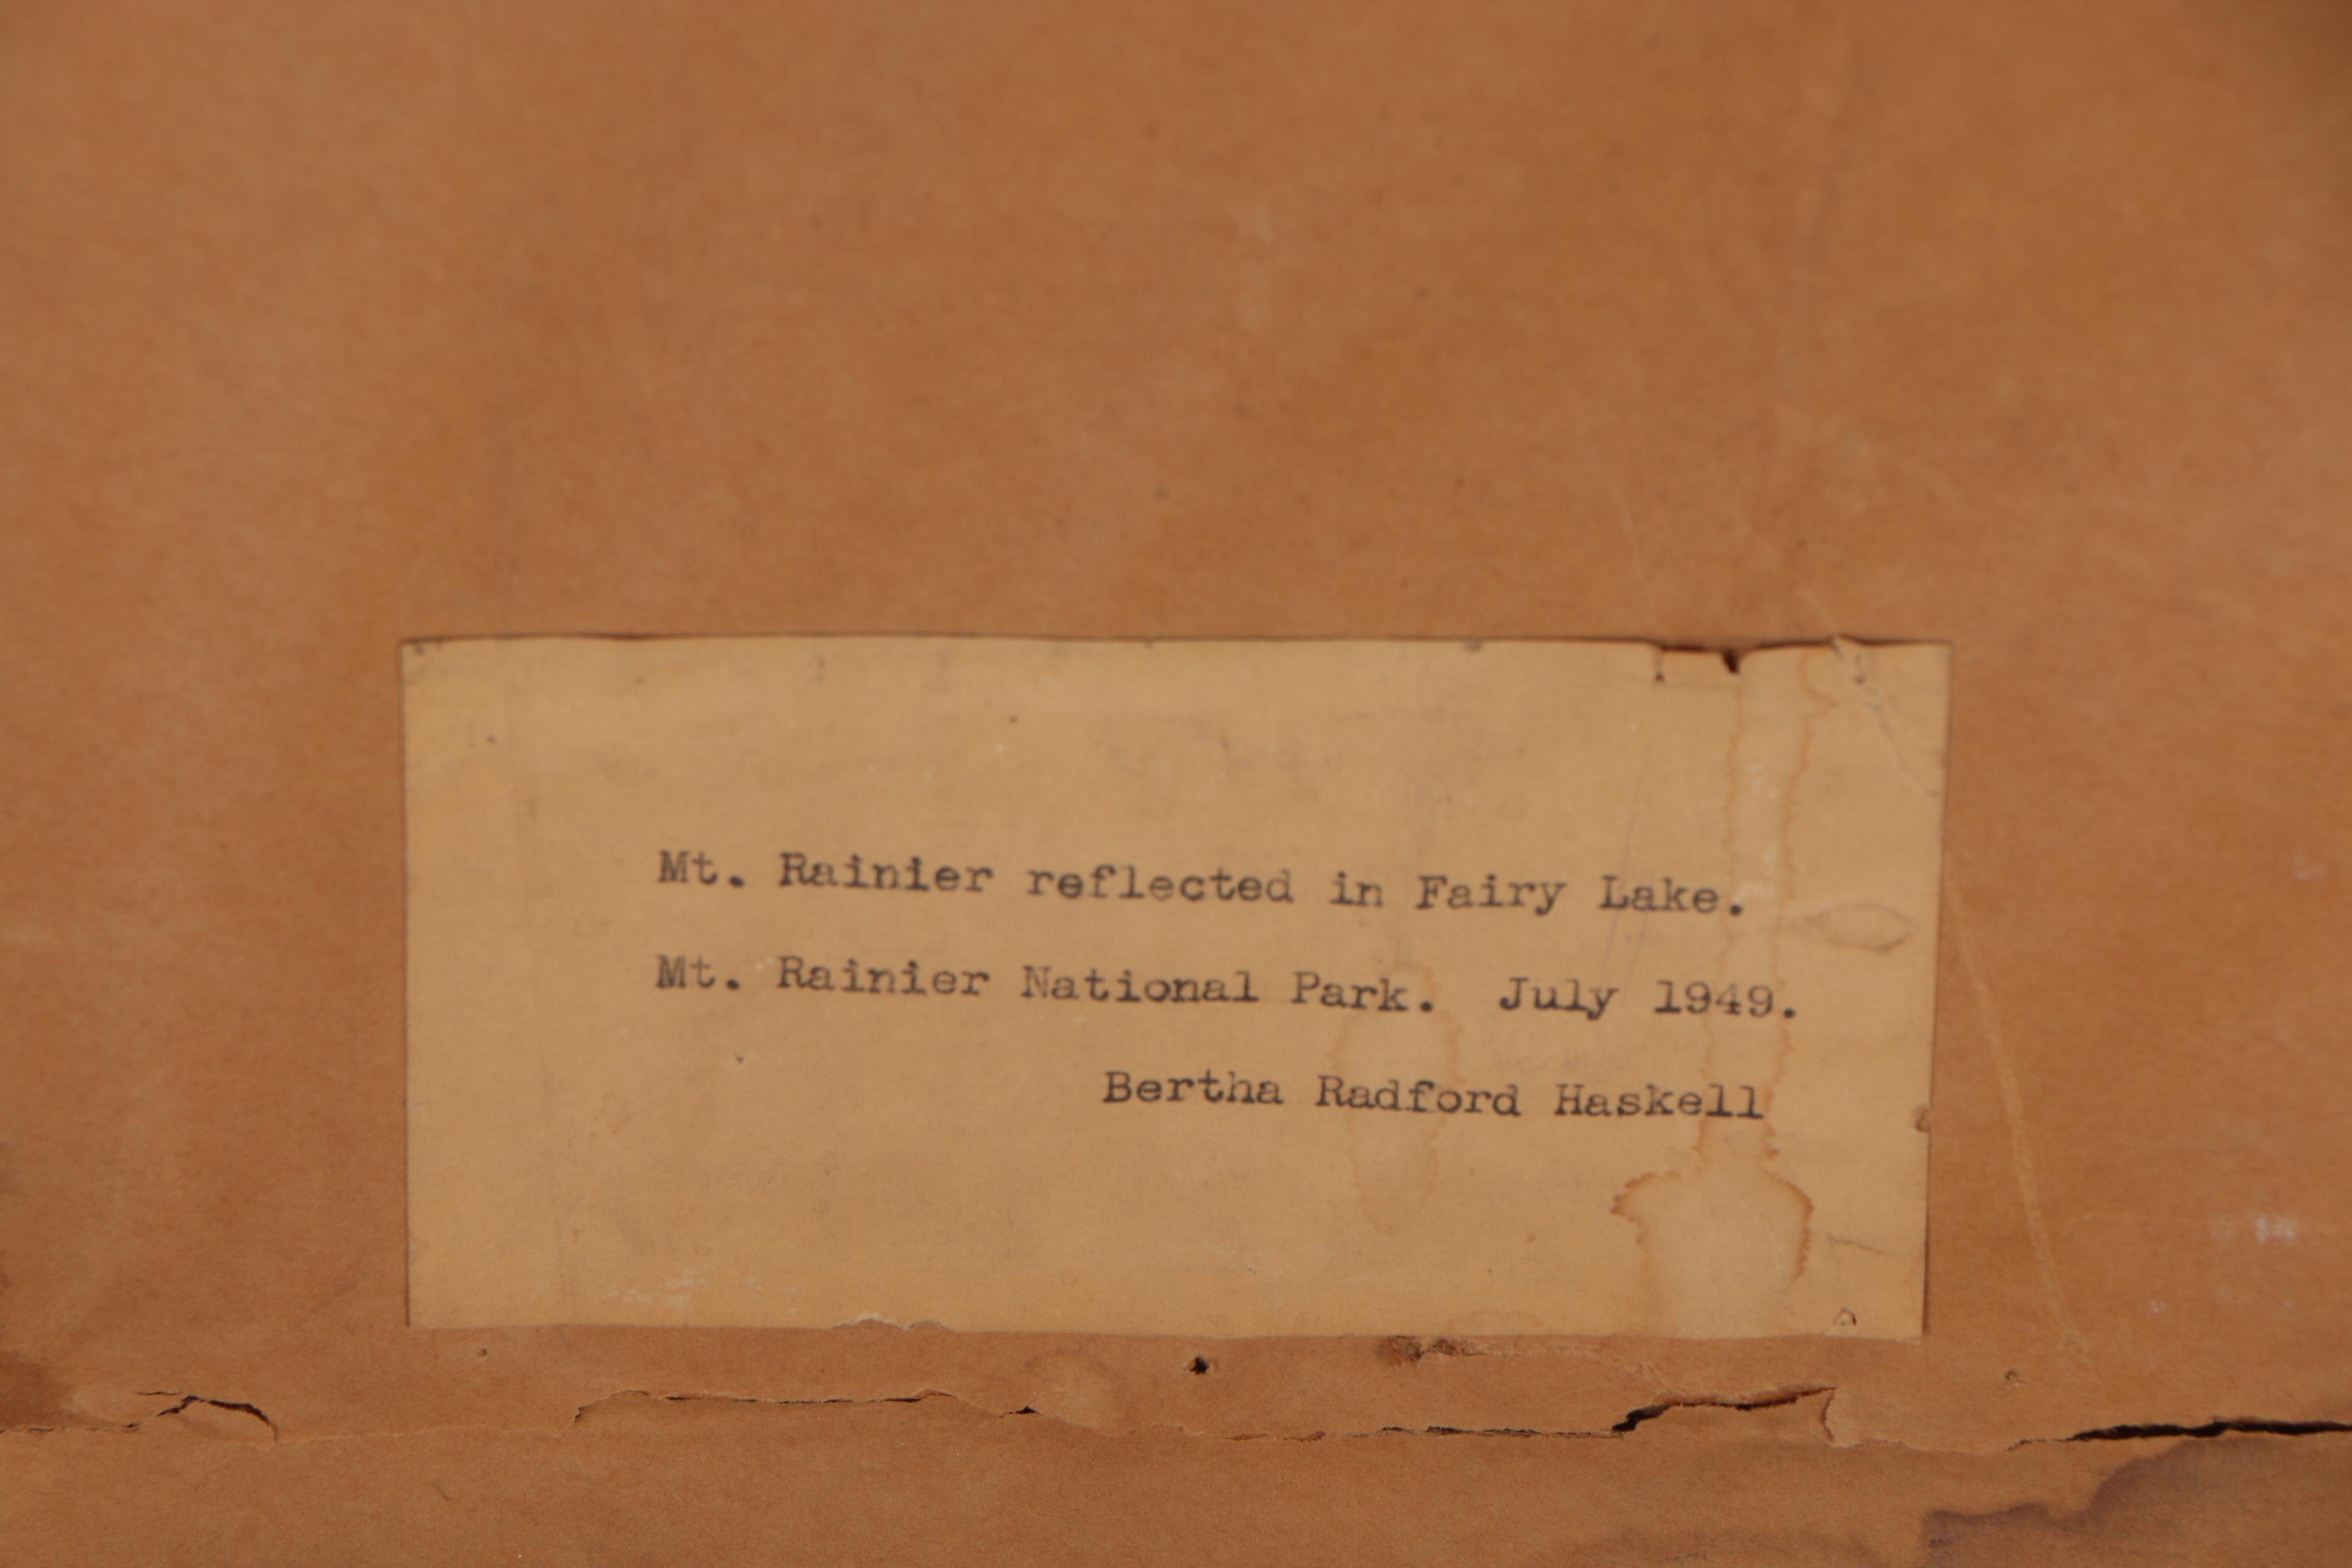 Mt. Rainier reflected in Fairy Lake.
Mt. Rainier National Park.  July 1949.
Bertha Radford Haskell